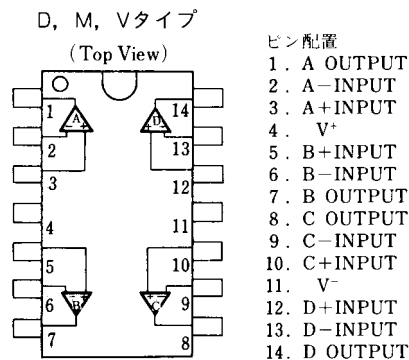 D, M, Vタイプ
(Top View)
1
2
3
4
5
6
7
14
13
12
11
10
9
8
A
D
B
C
ピン配置
1. A OUTPUT
2. A−INPUT
3. A+INPUT
4. V⁺
5. B+INPUT
6. B−INPUT
7. B OUTPUT
8. C OUTPUT
9. C−INPUT
10. C+INPUT
11. V⁻
12. D+INPUT
13. D−INPUT
14. D OUTPUT